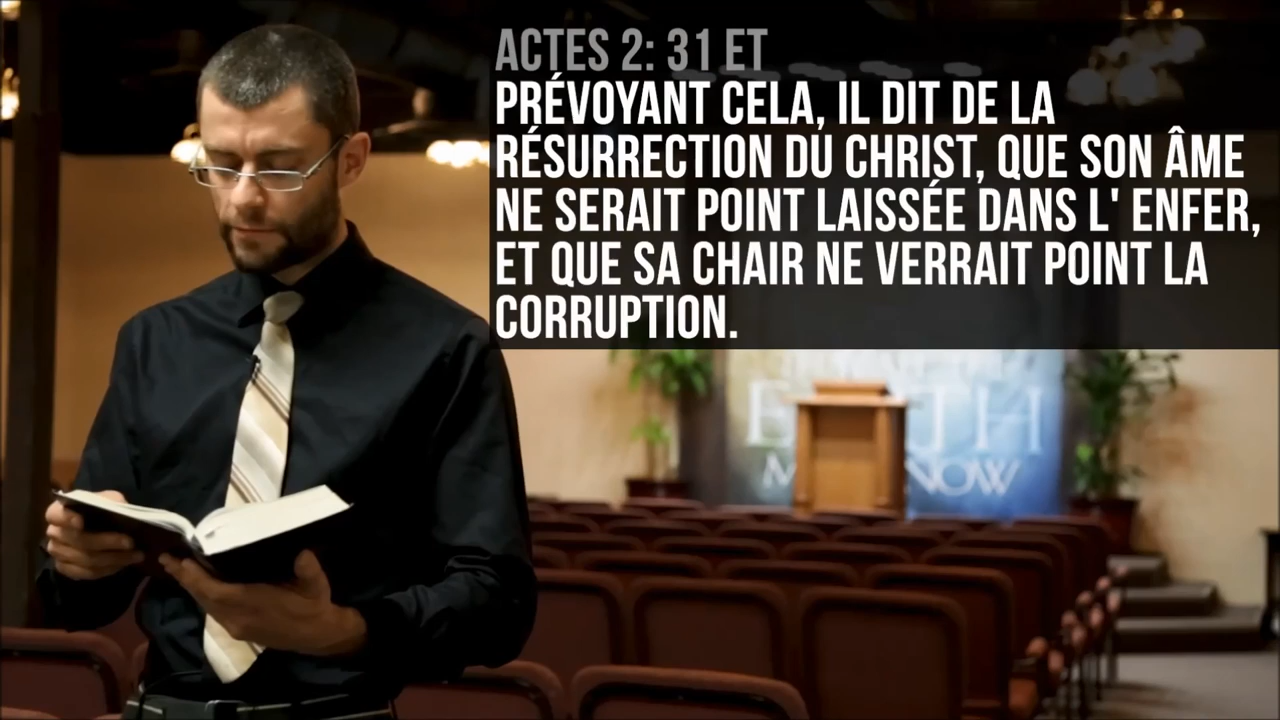 ACTES 2: 31 ET
PRÉVOYANT CELA, IL DIT DE LA
RÉSURRECTION DU CHRIST, QUE SON ÂME
NE SERAIT POINT LAISSÉE DANS L' ENFER,
ET QUE SA CHAIR NE VERRAIT POINT LA
CORRUPTION.
NOW